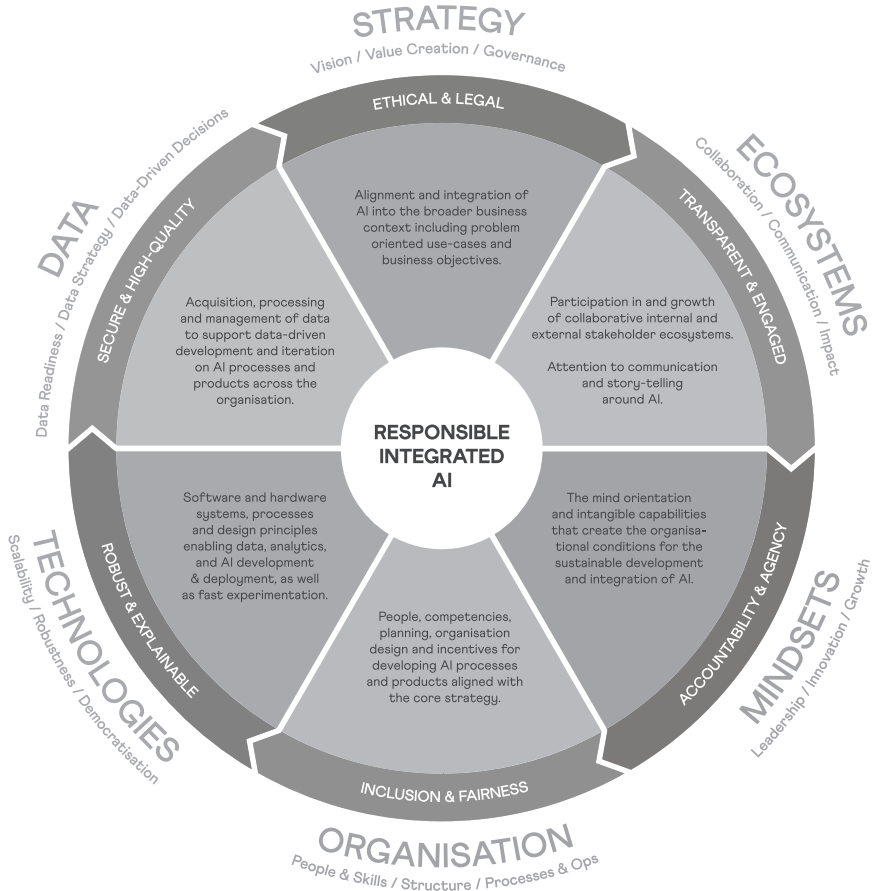 STRATEGY
Vision / Value Creation / Governance
ETHICAL & LEGAL
Alignment and integration of
AI into the broader business
context including problem
oriented use-cases and
business objectives.
ECOSYSTEMS
Collaboration / Communication / Impact
TRANSPARENT & ENGAGED
Participation in and growth
of collaborative internal and
external stakeholder ecosystems.
Attention to communication
and story-telling
around AI.
MINDSETS
Leadership / Innovation / Growth
ACCOUNTABILITY & AGENCY
The mind orientation
and intangible capabilities
that create the organisa-
tional conditions for the
sustainable development
and integration of AI.
ORGANISATION
People & Skills / Structure / Processes & Ops
INCLUSION & FAIRNESS
People, competencies,
planning, organisation
design and incentives for
developing AI processes
and products aligned with
the core strategy.
TECHNOLOGIES
Scalability / Robustness / Democratisation
ROBUST & EXPLAINABLE
Software and hardware
systems, processes
and design principles
enabling data, analytics,
and AI development
& deployment, as well
as fast experimentation.
DATA
Data Readiness / Data Strategy / Data-Driven Decisions
SECURE & HIGH-QUALITY
Acquisition, processing
and management of data
to support data-driven
development and iteration
on AI processes and
products across the
organisation.
RESPONSIBLE
INTEGRATED
AI